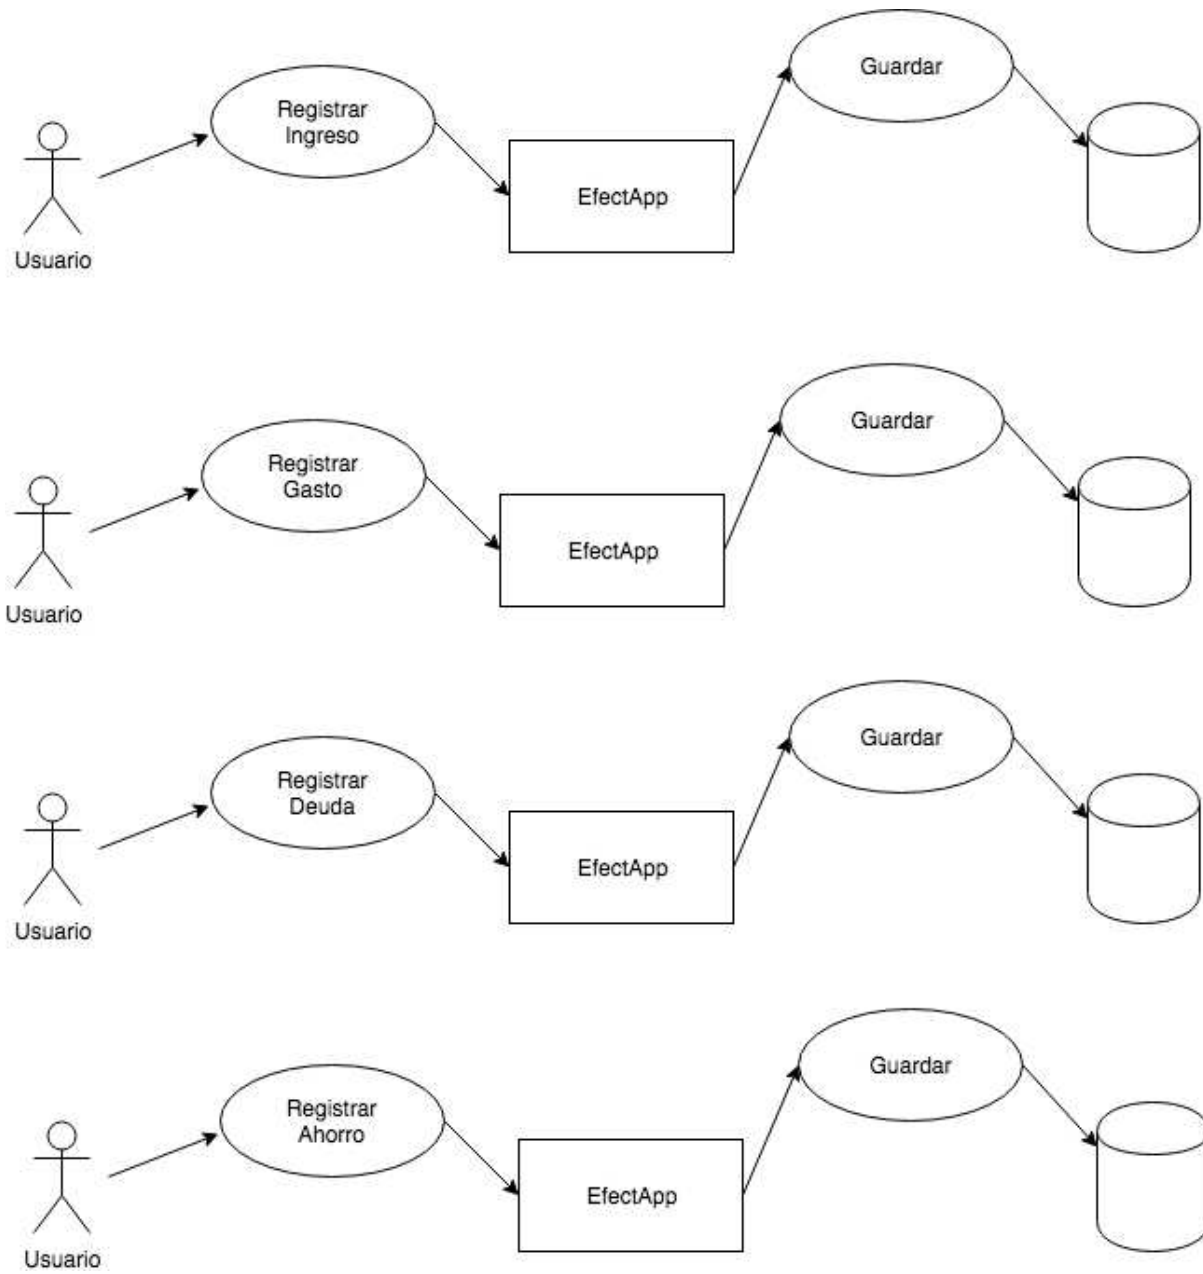 Guardar
Registrar
Ingreso
EfectApp
Usuario
Guardar
Registrar
Gasto
EfectApp
Usuario
Guardar
Registrar
Deuda
EfectApp
Usuario
Guardar
Registrar
Ahorro
EfectApp
Usuario